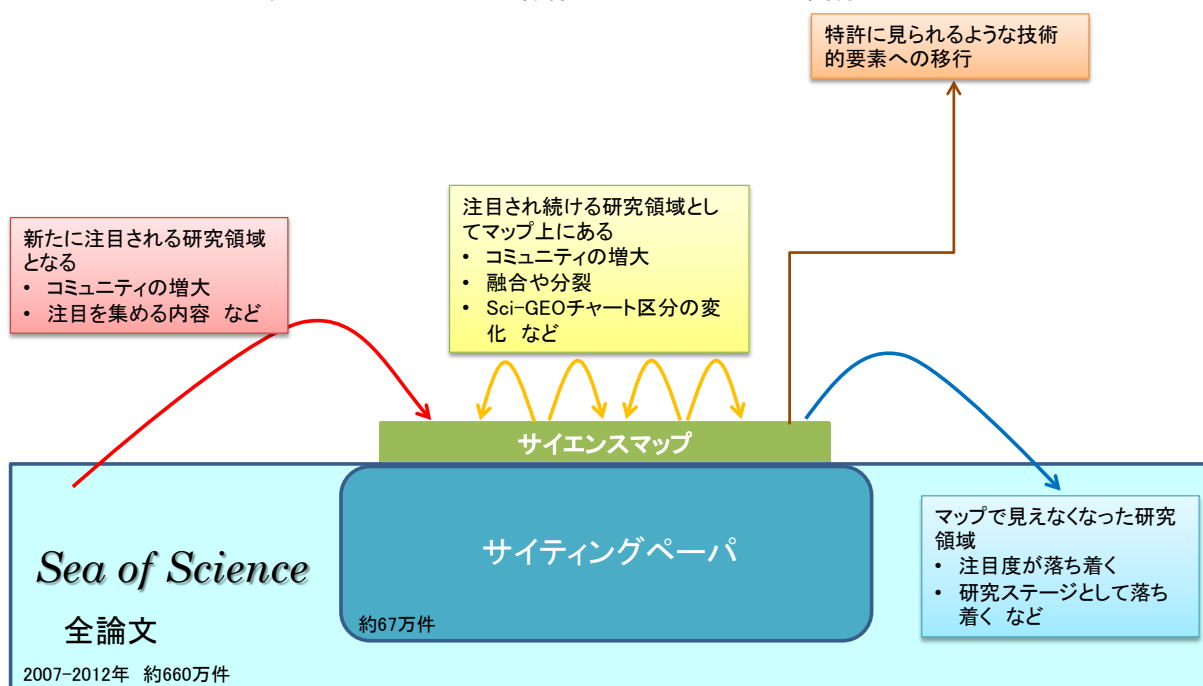 特許に見られるような技術
的要素への移行
注目され続ける研究領域とし
てマップ上にある
• コミュニティの増大
• 融合や分裂
• Sci-GEOチャート区分の変
化 など
新たに注目される研究領域
となる
• コミュニティの増大
• 注目を集める内容 など
サイエンスマップ
サイティングペーパ
約67万件
Sea of Science
全論文
2007-2012年 約660万件
マップで見えなくなった研究
領域
• 注目度が落ち着く
• 研究ステージとして落ち
着く など